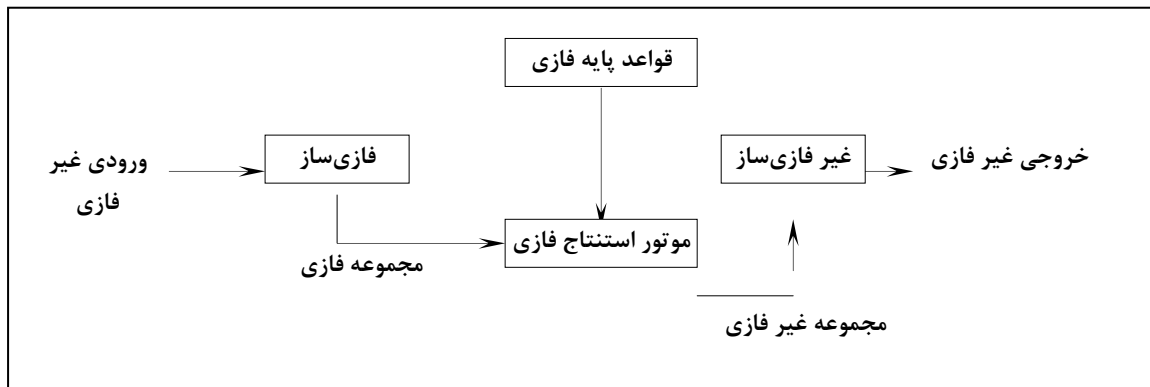 قواعد پایه فازی
ورودی غیر
فازی
فازی‌ساز
غیر فازی‌ساز
خروجی غیر فازی
موتور استنتاج فازی
مجموعه فازی
مجموعه غیر فازی